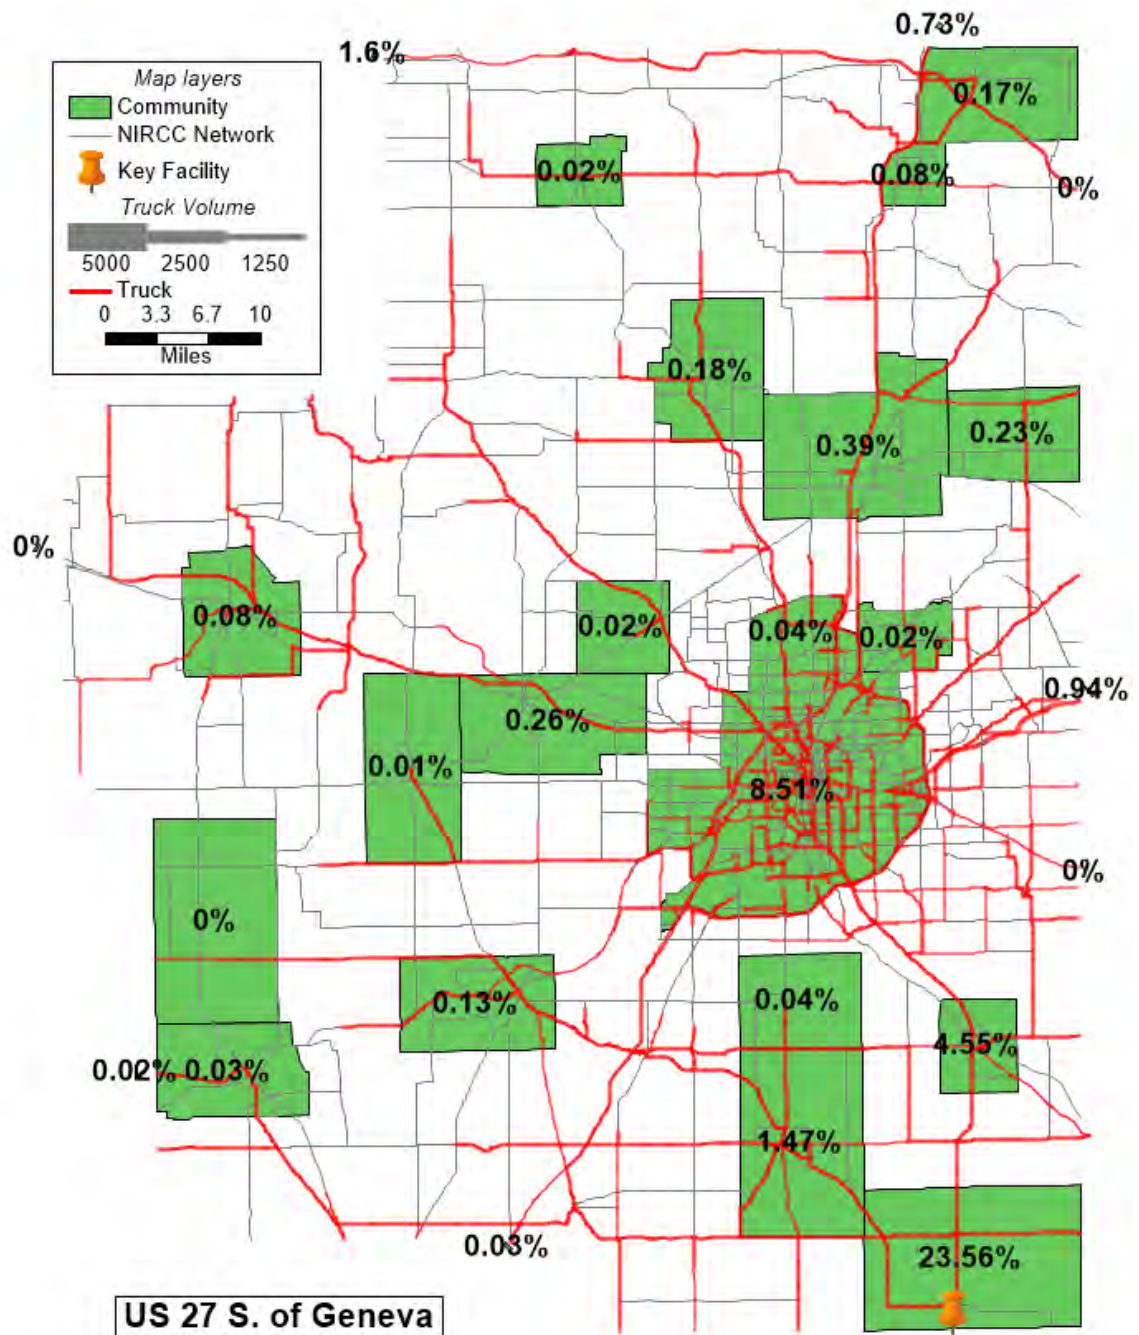 0.73%
1.6%
Map layers
Community
NIRCC Network
Key Facility
Truck Volume
5000 2500 1250
Truck
0 3.3 6.7 10
Miles
0.17%
0.02%
0.08%
0%
0.18%
0.39%
0.23%
0%
0.08%
0.02%
0.04%
0.02%
0.94%
0.26%
0.01%
8.51%
0%
0%
0.13%
0.04%
4.55%
0.02% 0.03%
1.47%
0.03%
23.56%
US 27 S. of Geneva